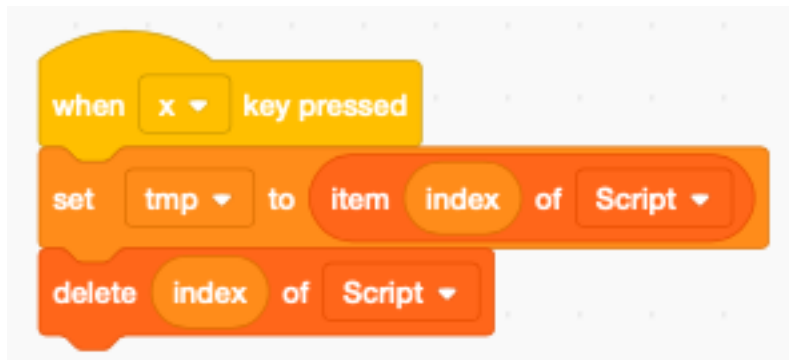 when x key pressed
set tmp to item index of Script
delete index of Script